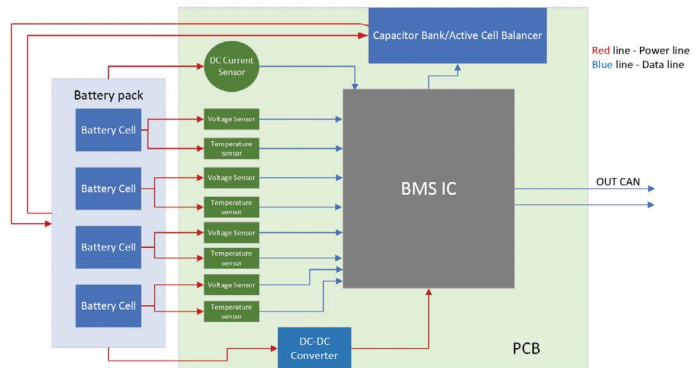 Capacitor Bank/Active Cell Balancer
Red line - Power line
Blue line - Data line
DC Current
Sensor
Battery pack
Battery Cell
Voltage Sensor
Temperature
sensor
Battery Cell
Voltage Sensor
Temperature
sensor
Battery Cell
Voltage Sensor
Temperature
sensor
Battery Cell
Voltage Sensor
Temperature
sensor
BMS IC
OUT CAN
DC-DC
Converter
PCB